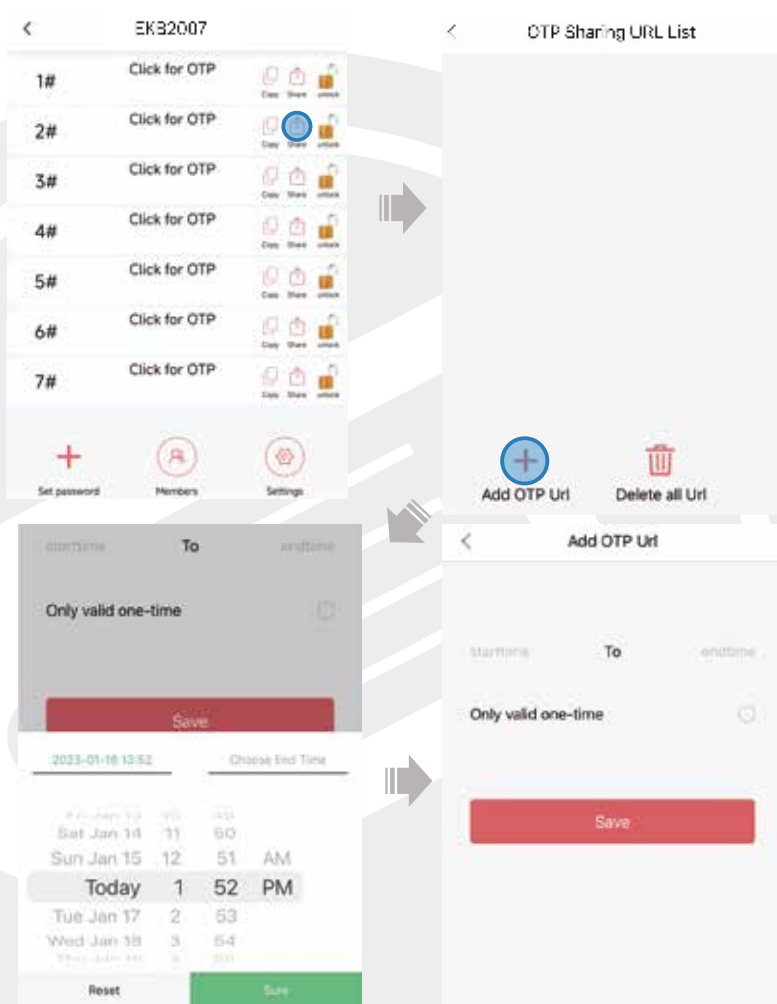 EKB2007
1# Click for OTP Copy Share unlock
2# Click for OTP Copy Share unlock
3# Click for OTP Copy Share unlock
4# Click for OTP Copy Share unlock
5# Click for OTP Copy Share unlock
6# Click for OTP Copy Share unlock
7# Click for OTP Copy Share unlock
Set password Members Settings
OTP Sharing URL List
Add OTP Url Delete all Url
starttime To endtime
Only valid one-time
Save
2023-01-16 13:52 Choose End Time
Sat Jan 14 11 50
Sun Jan 15 12 51 AM
Today 1 52 PM
Tue Jan 17 2 53
Wed Jan 18 3 54
Reset Sure
Add OTP Url
starttime To endtime
Only valid one-time
Save